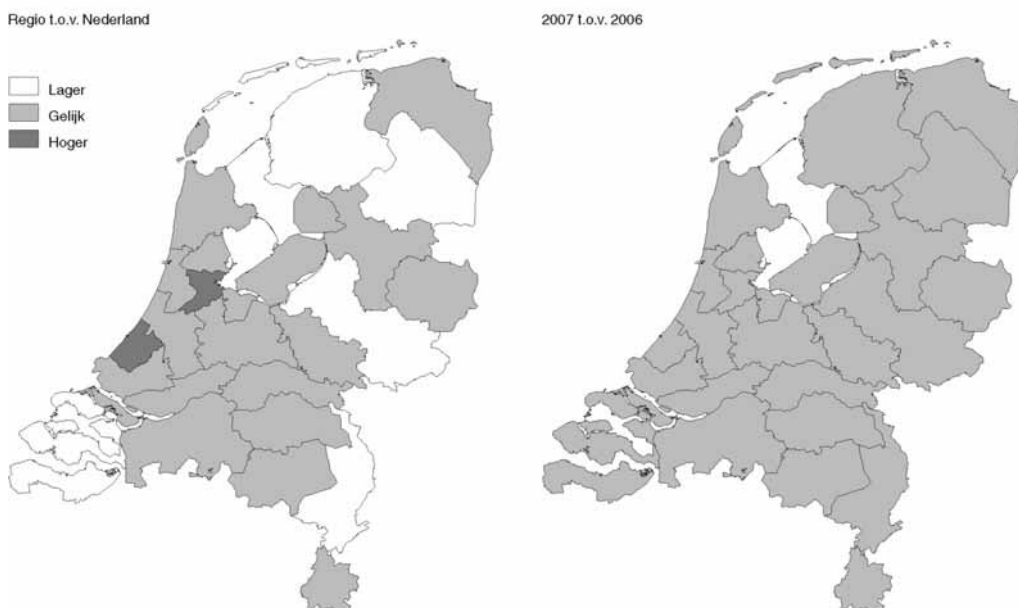 Regio t.o.v. Nederland
Lager
Gelijk
Hoger
2007 t.o.v. 2006